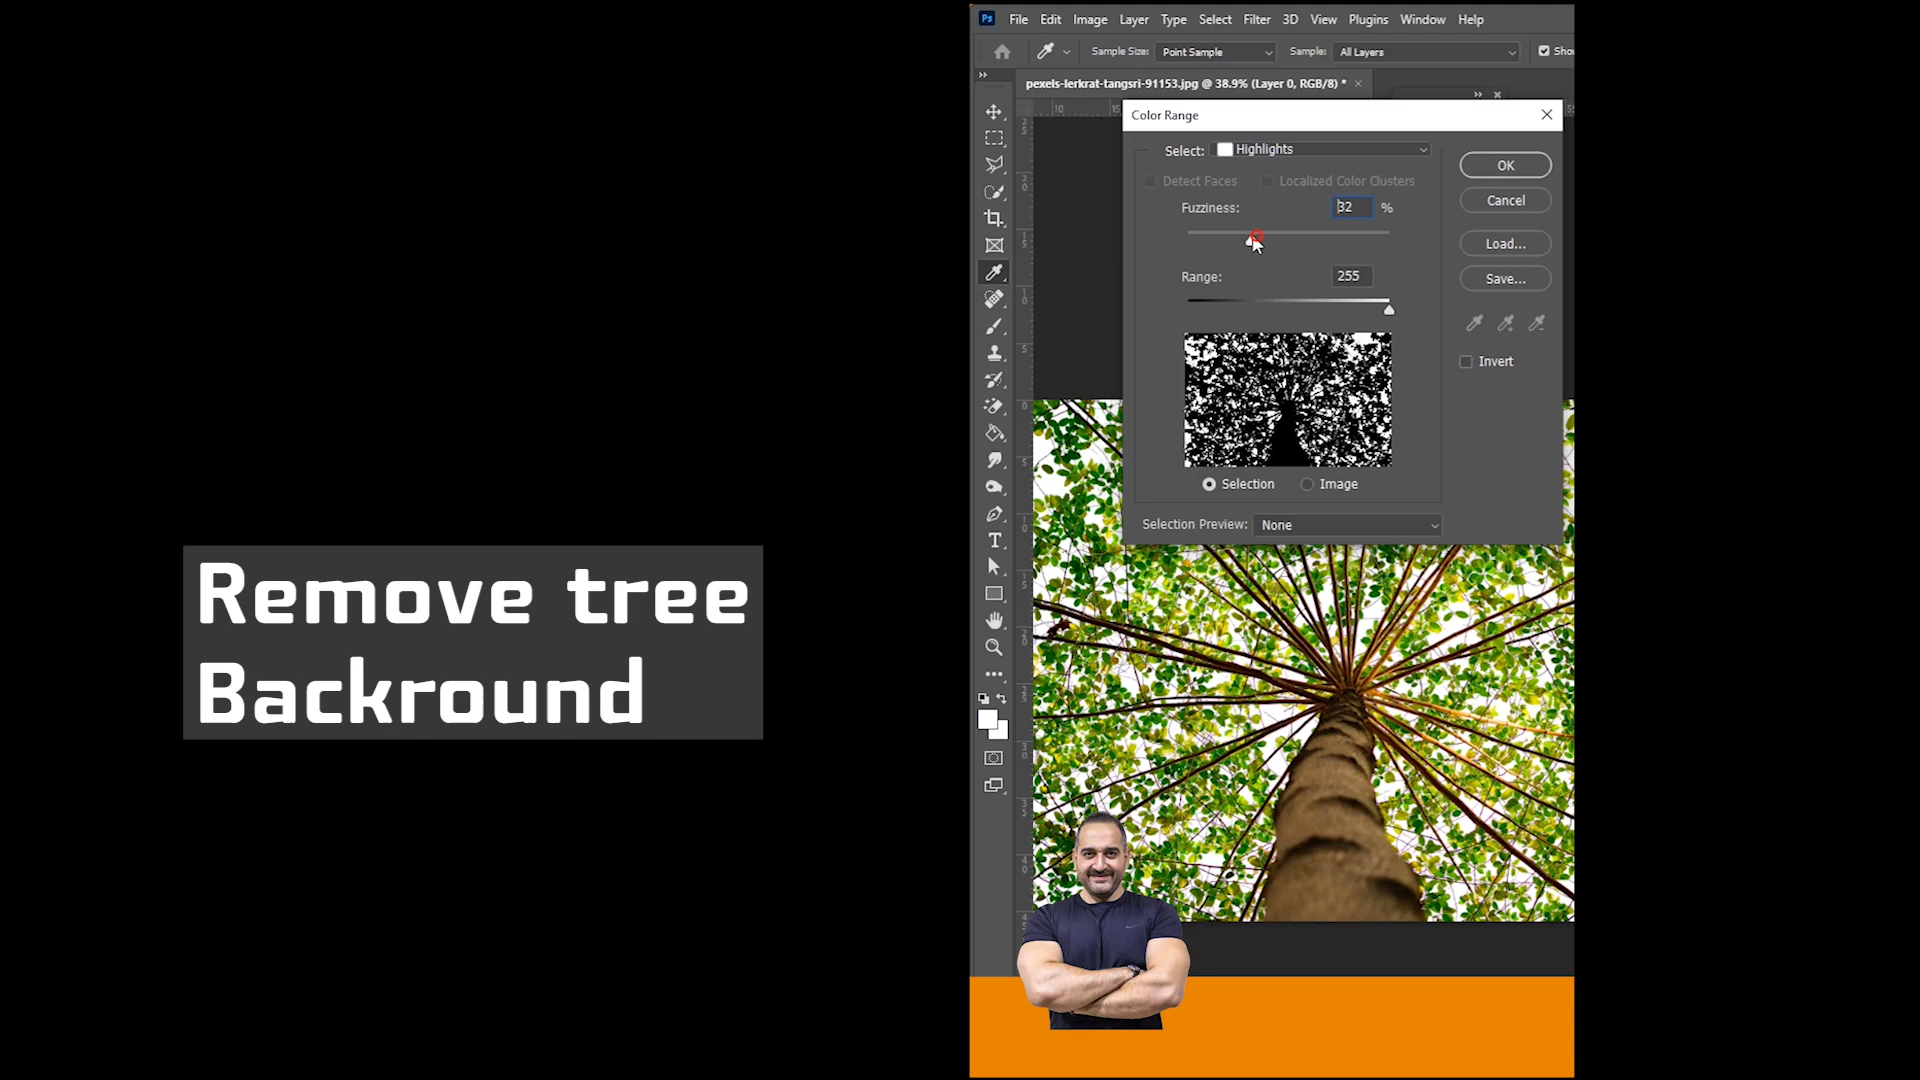 Ps File Edit Image Layer Type Select Filter 3D View Plugins Window Help
Sample Size: Point Sample Sample: All Layers
pexels-lerkrat-tangsri-91153.jpg @ 38.9% (Layer 0, RGB/8) *
Color Range
Select: Highlights
OK
Detect Faces Localized Color Clusters
Cancel
Fuzziness: 32 %
Load...
Range: 255
Save...
Invert
Selection Image
Selection Preview: None
Remove tree
Backround